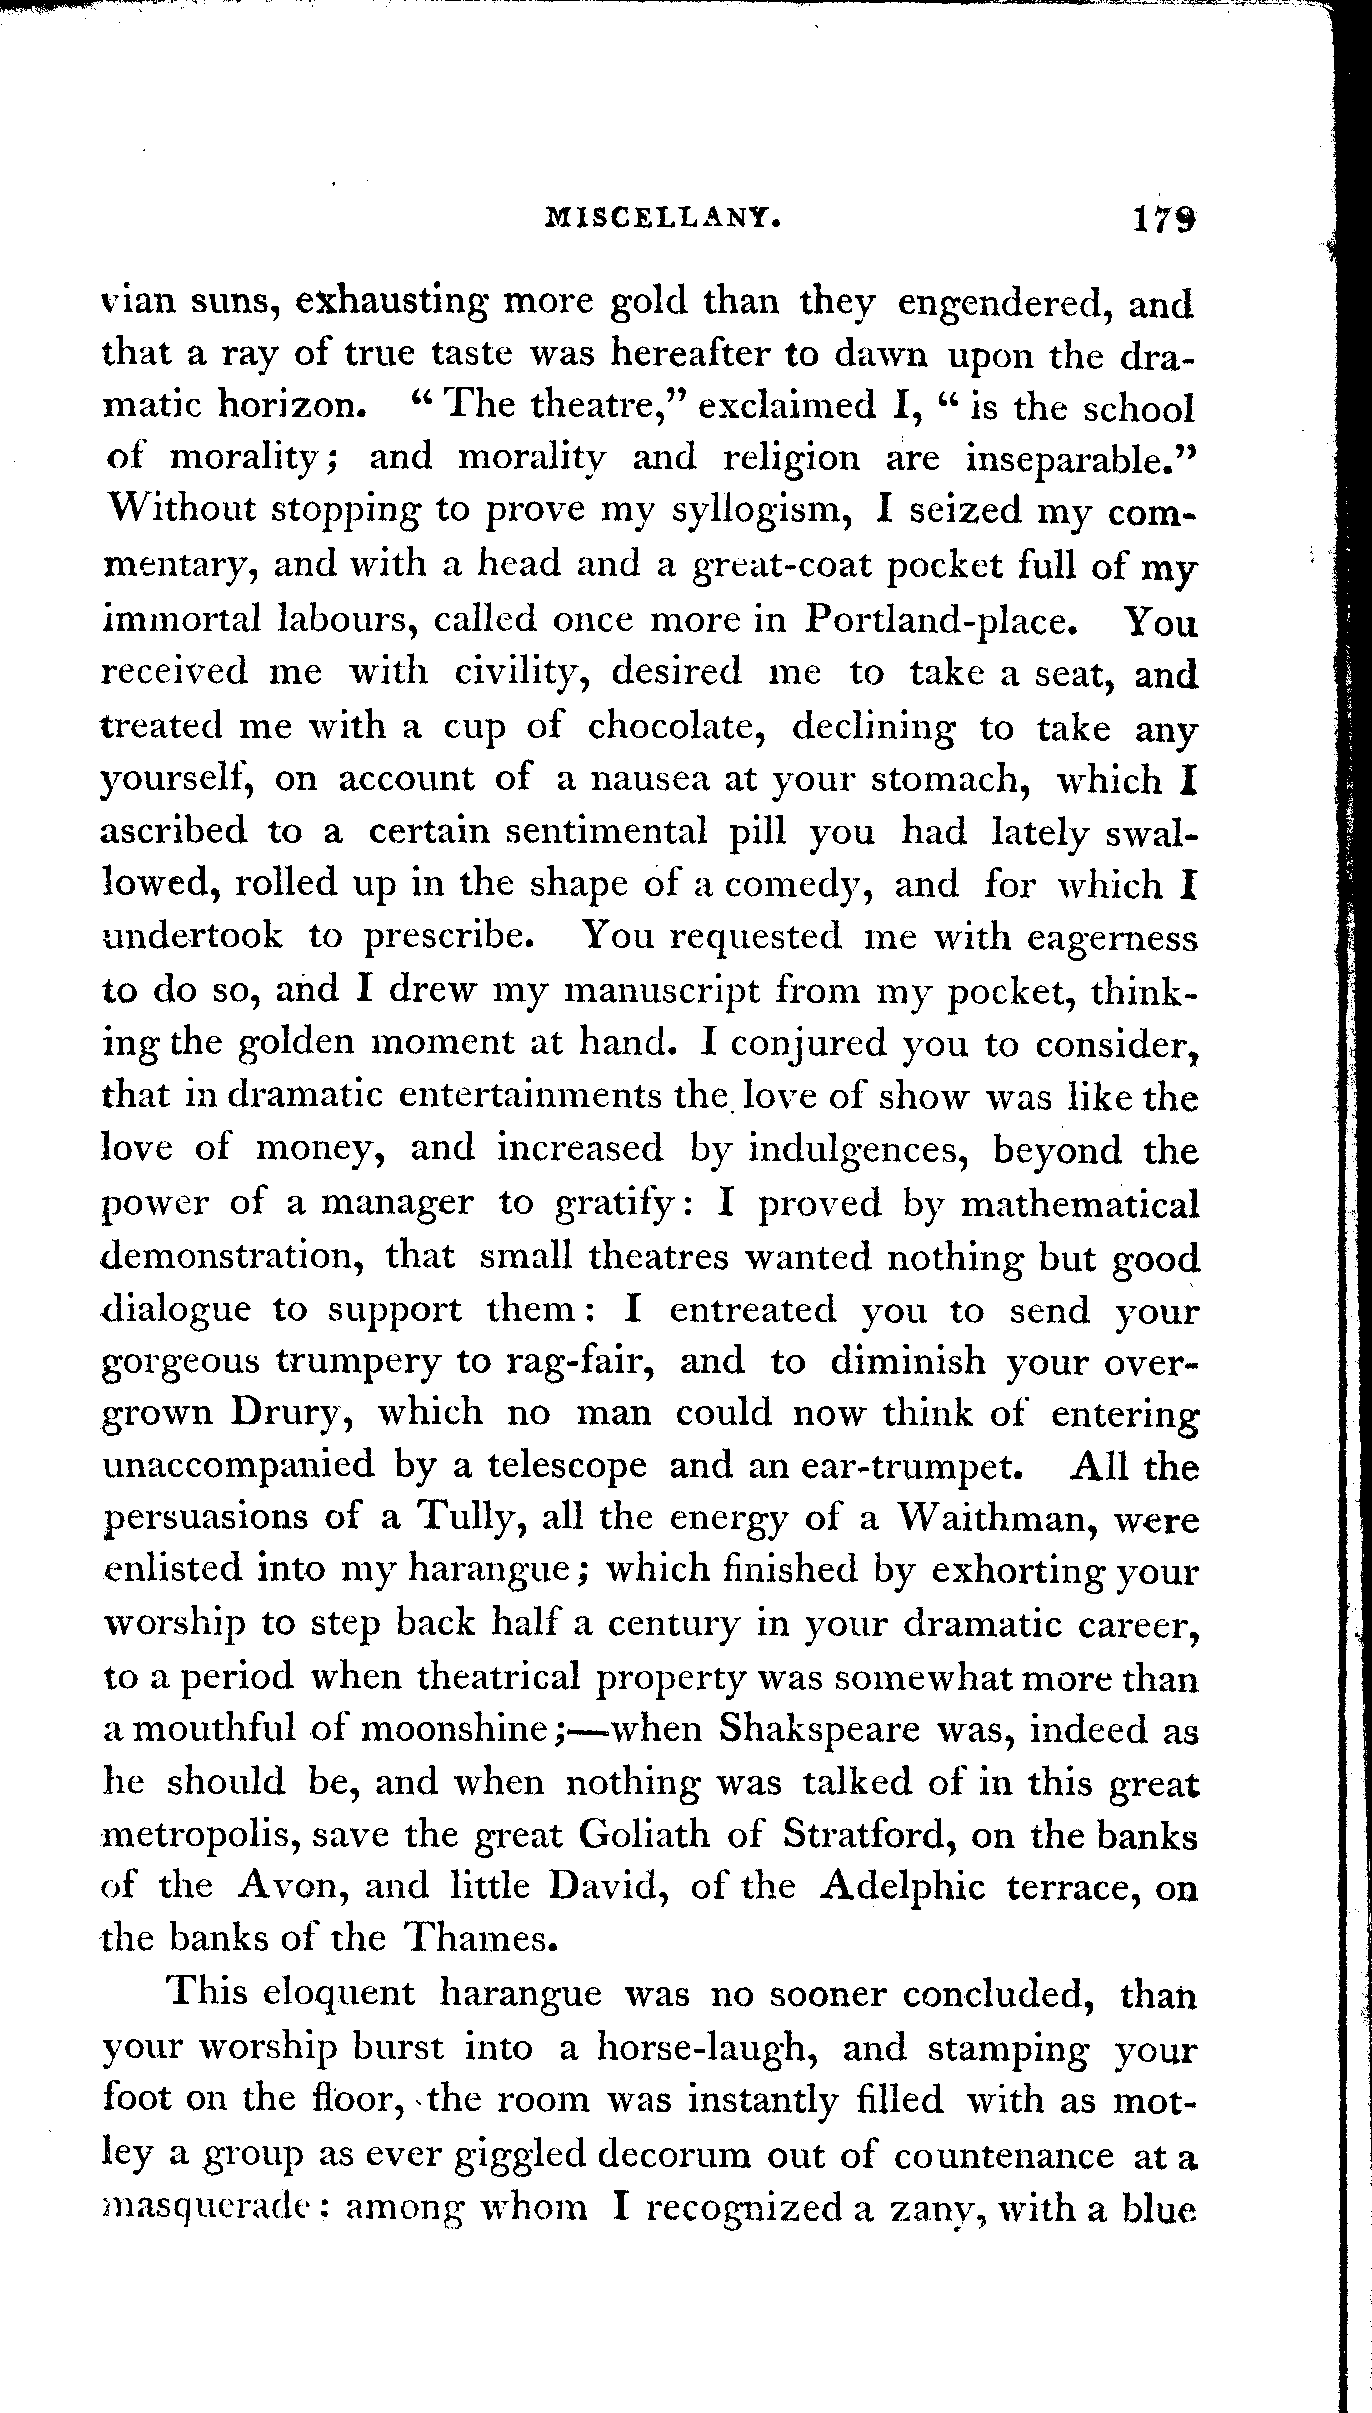 MISCELLANY. 179
vian suns, exhausting more gold than they engendered, and
that a ray of true taste was hereafter to dawn upon the dra-
matic horizon. “ The theatre,” exclaimed I, “ is the school
of morality; and morality and religion are inseparable.”
Without stopping to prove my syllogism, I seized my com-
mentary, and with a head and a great-coat pocket full of my
immortal labours, called once more in Portland-place. You
received me with civility, desired me to take a seat, and
treated me with a cup of chocolate, declining to take any
yourself, on account of a nausea at your stomach, which I
ascribed to a certain sentimental pill you had lately swal-
lowed, rolled up in the shape of a comedy, and for which I
undertook to prescribe. You requested me with eagerness
to do so, and I drew my manuscript from my pocket, think-
ing the golden moment at hand. I conjured you to consider,
that in dramatic entertainments the love of show was like the
love of money, and increased by indulgences, beyond the
power of a manager to gratify: I proved by mathematical
demonstration, that small theatres wanted nothing but good
dialogue to support them: I entreated you to send your
gorgeous trumpery to rag-fair, and to diminish your over-
grown Drury, which no man could now think of entering
unaccompanied by a telescope and an ear-trumpet. All the
persuasions of a Tully, all the energy of a Waithman, were
enlisted into my harangue; which finished by exhorting your
worship to step back half a century in your dramatic career,
to a period when theatrical property was somewhat more than
a mouthful of moonshine;—when Shakspeare was, indeed as
he should be, and when nothing was talked of in this great
metropolis, save the great Goliath of Stratford, on the banks
of the Avon, and little David, of the Adelphic terrace, on
the banks of the Thames.
This eloquent harangue was no sooner concluded, than
your worship burst into a horse-laugh, and stamping your
foot on the floor, the room was instantly filled with as mot-
ley a group as ever giggled decorum out of countenance at a
masquerade: among whom I recognized a zany, with a blue